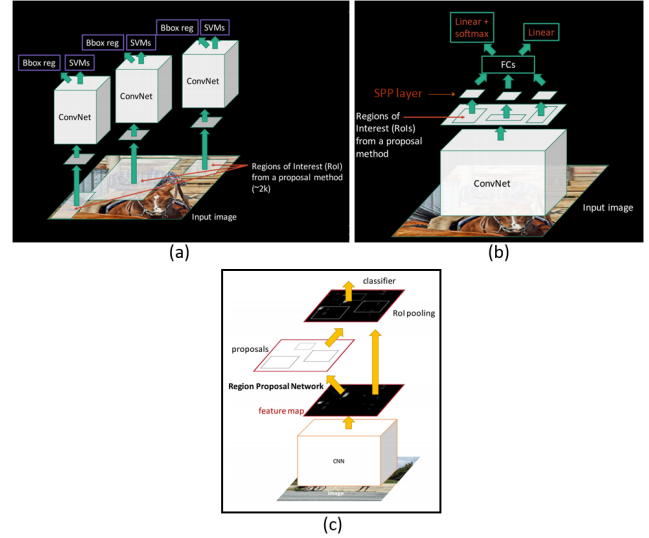 Bbox reg
SVMs
Bbox reg
SVMs
Bbox reg
SVMs
ConvNet
ConvNet
ConvNet
Regions of Interest (RoI)
from a proposal method
(~2k)
Input image
(a)
Linear +
softmax
Linear
FCs
SPP layer
Regions of
Interest (RoIs)
from a proposal
method
ConvNet
Input image
(b)
classifier
RoI pooling
proposals
Region Proposal Network
feature map
CNN
image
(c)